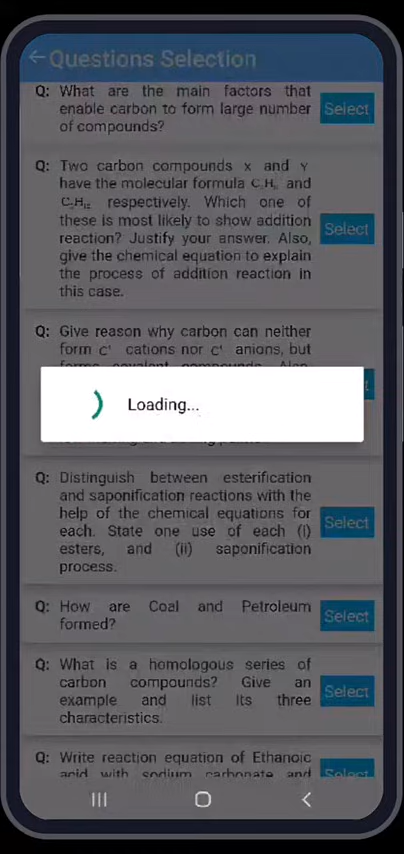 ←Questions Selection
Q: What are the main factors that
enable carbon to form large number
of compounds?
Select
Q: Two carbon compounds X and Y
have the molecular formula and
respectively. Which one of
these is most likely to show addition
reaction? Justify your answer. Also,
give the chemical equation to explain
the process of addition reaction in
this case.
Select
Q: Give reason why carbon can neither
form cations nor anions, but
forms covalent compounds. Also
Loading...
Q: Distinguish between esterification
and saponification reactions with the
help of the chemical equations for
each. State one use of each (i)
esters, and (ii) saponification
process.
Select
Q: How are Coal and Petroleum
formed?
Select
Q: What is a homologous series of
carbon compounds? Give an
example and list its three
characteristics.
Select
Q: Write reaction equation of Ethanoic
acid with sodium carbonate and
Select